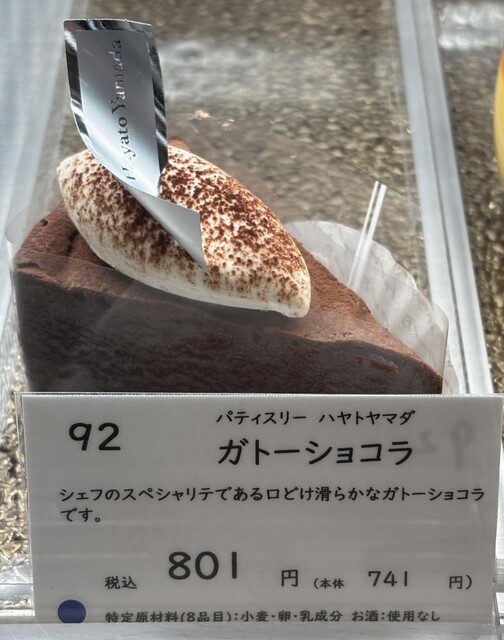 Hayato Yamada
92
パティスリー ハヤトヤマダ
ガトーショコラ
シェフのスペシャリテである口どけ滑らかなガトーショコラ
です。
税込 801 円 (本体 741 円)
特定原材料(8品目):小麦・卵・乳成分 お酒:使用なし